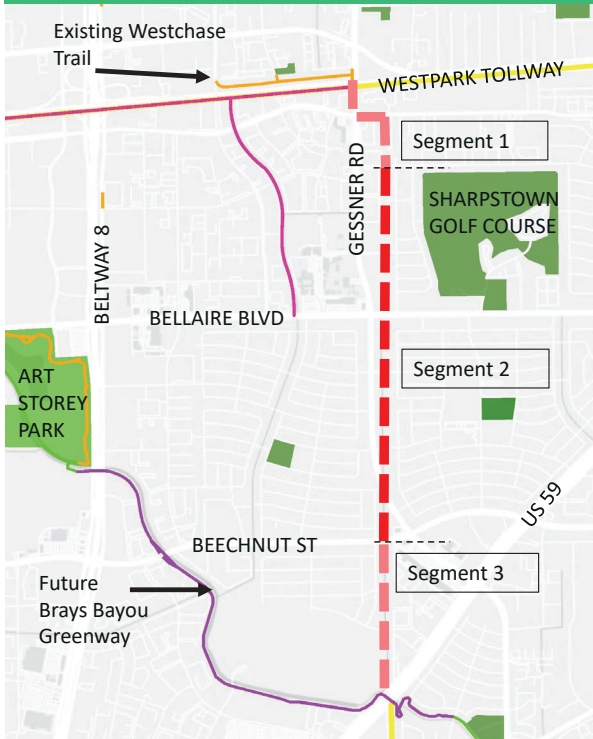 Existing Westchase
Trail
WESTPARK TOLLWAY
Segment 1
GESSNER RD
SHARPSTOWN
GOLF COURSE
BELTWAY 8
BELLAIRE BLVD
ART
STOREY
PARK
Segment 2
US 59
BEECHNUT ST
Segment 3
Future
Brays Bayou
Greenway